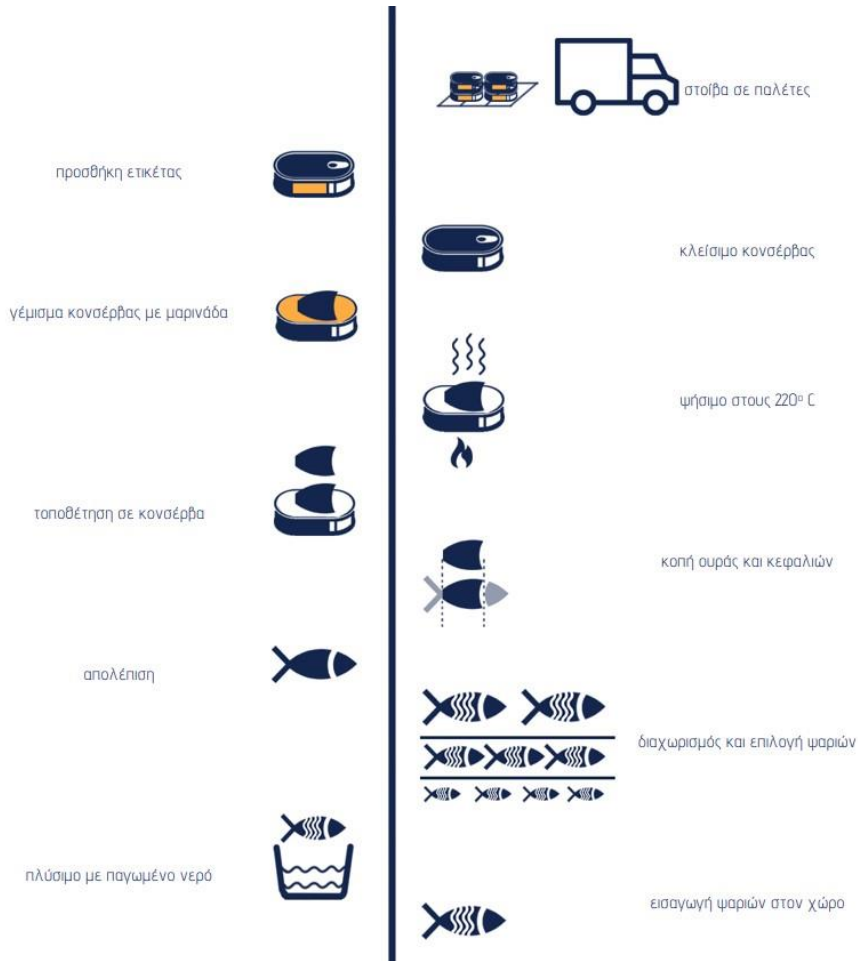 στοίβα σε παλέτες
προσθήκη ετικέτας
κλείσιμο κονσέρβας
γέμισμα κονσέρβας με μαρινάδα
ψήσιμο στους 220º C
τοποθέτηση σε κονσέρβα
κοπή ουράς και κεφαλιών
απολέπιση
διαχωρισμός και επιλογή ψαριών
πλύσιμο με παγωμένο νερό
εισαγωγή ψαριών στον χώρο